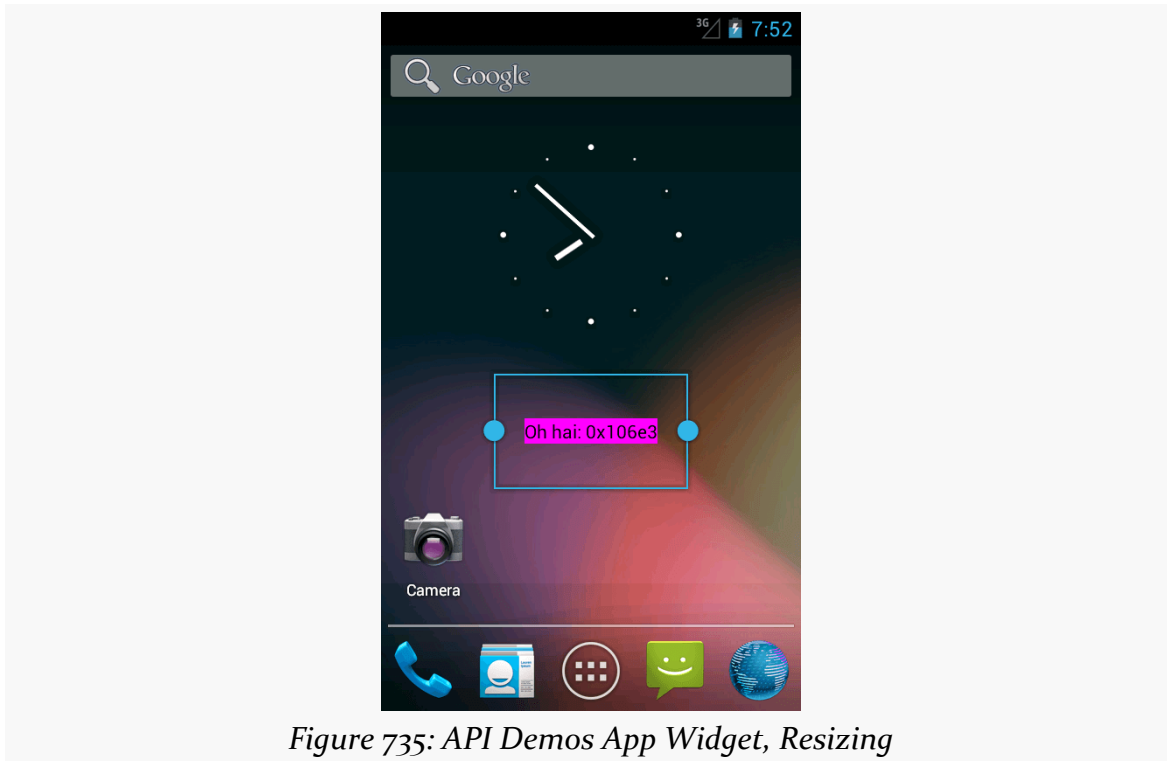 3G 7:52
Google
Oh hai: 0x106e3
Camera
Figure 735: API Demos App Widget, Resizing